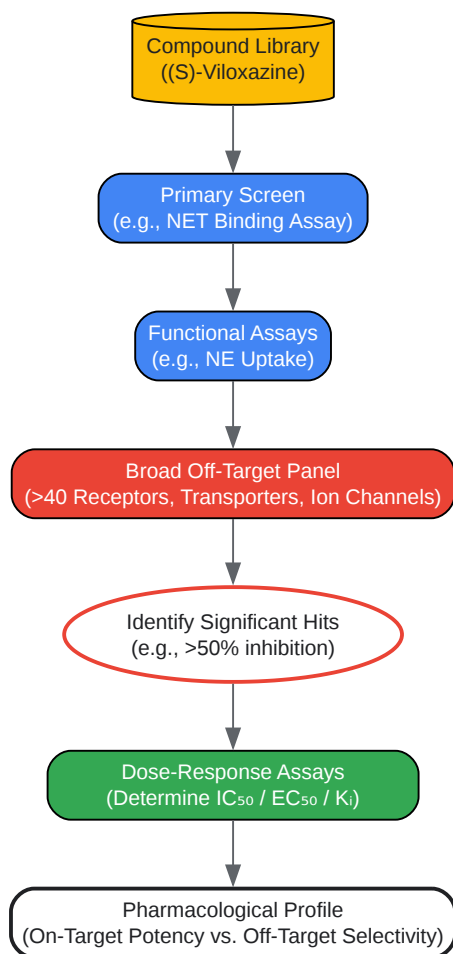 Compound Library
((S)-Viloxazine)
Primary Screen
(e.g., NET Binding Assay)
Functional Assays
(e.g., NE Uptake)
Broad Off-Target Panel
(>40 Receptors, Transporters, Ion Channels)
Identify Significant Hits
(e.g., >50% inhibition)
Dose-Response Assays
(Determine IC₅₀ / EC₅₀ / Kᵢ)
Pharmacological Profile
(On-Target Potency vs. Off-Target Selectivity)